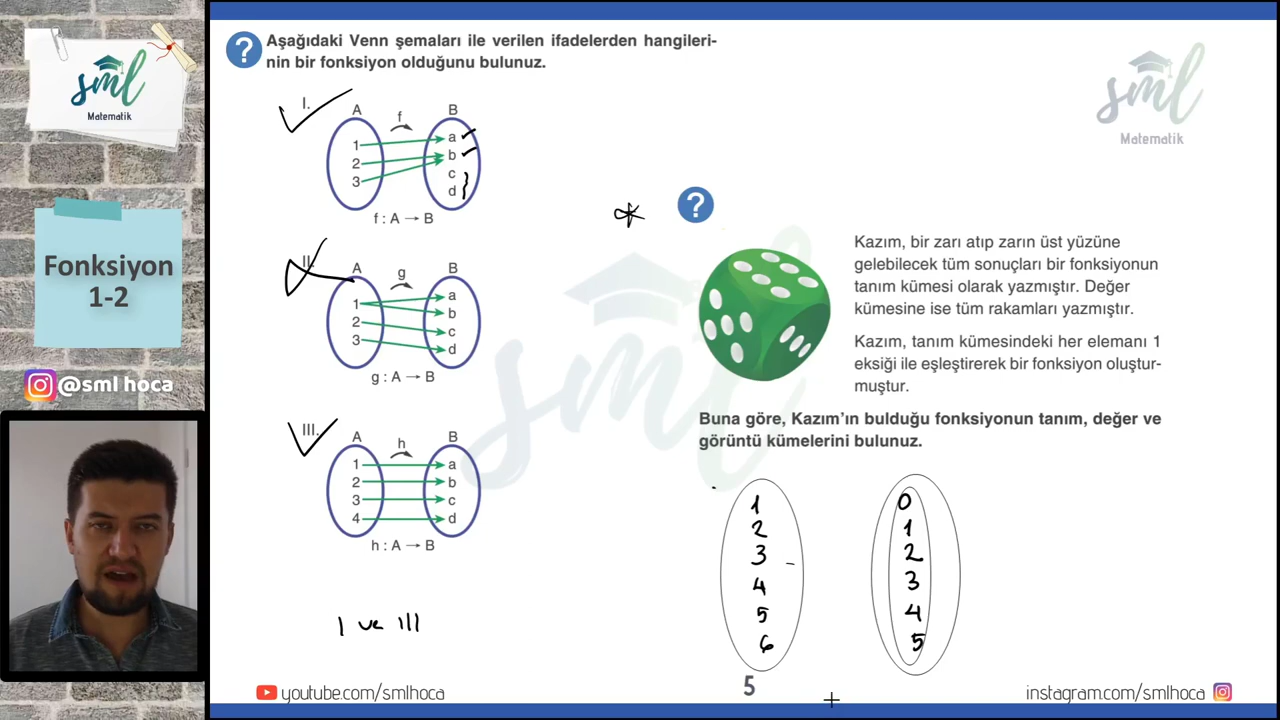 sml
Matematik
Fonksiyon
1-2
@sml hoca
Aşağıdaki Venn şemaları ile verilen ifadelerden hangileri-
nin bir fonksiyon olduğunu bulunuz.
I.
A
f
B
1
2
3
a
b
c
d
f : A → B
II.
A
g
B
1
2
3
a
b
c
d
g : A → B
III.
A
h
B
1
2
3
4
a
b
c
d
h : A → B
I ve III
youtube.com/smlhoca
sml
Matematik
sml
?
?
Kazım, bir zarı atıp zarın üst yüzüne
gelebilecek tüm sonuçları bir fonksiyonun
tanım kümesi olarak yazmıştır. Değer
kümesine ise tüm rakamları yazmıştır.
Kazım, tanım kümesindeki her elemanı 1
eksiği ile eşleştirerek bir fonksiyon oluştur-
muştur.
Buna göre, Kazım'ın bulduğu fonksiyonun tanım, değer ve
görüntü kümelerini bulunuz.
1
2
3
4
5
6
0
1
2
3
4
5
5
instagram.com/smlhoca